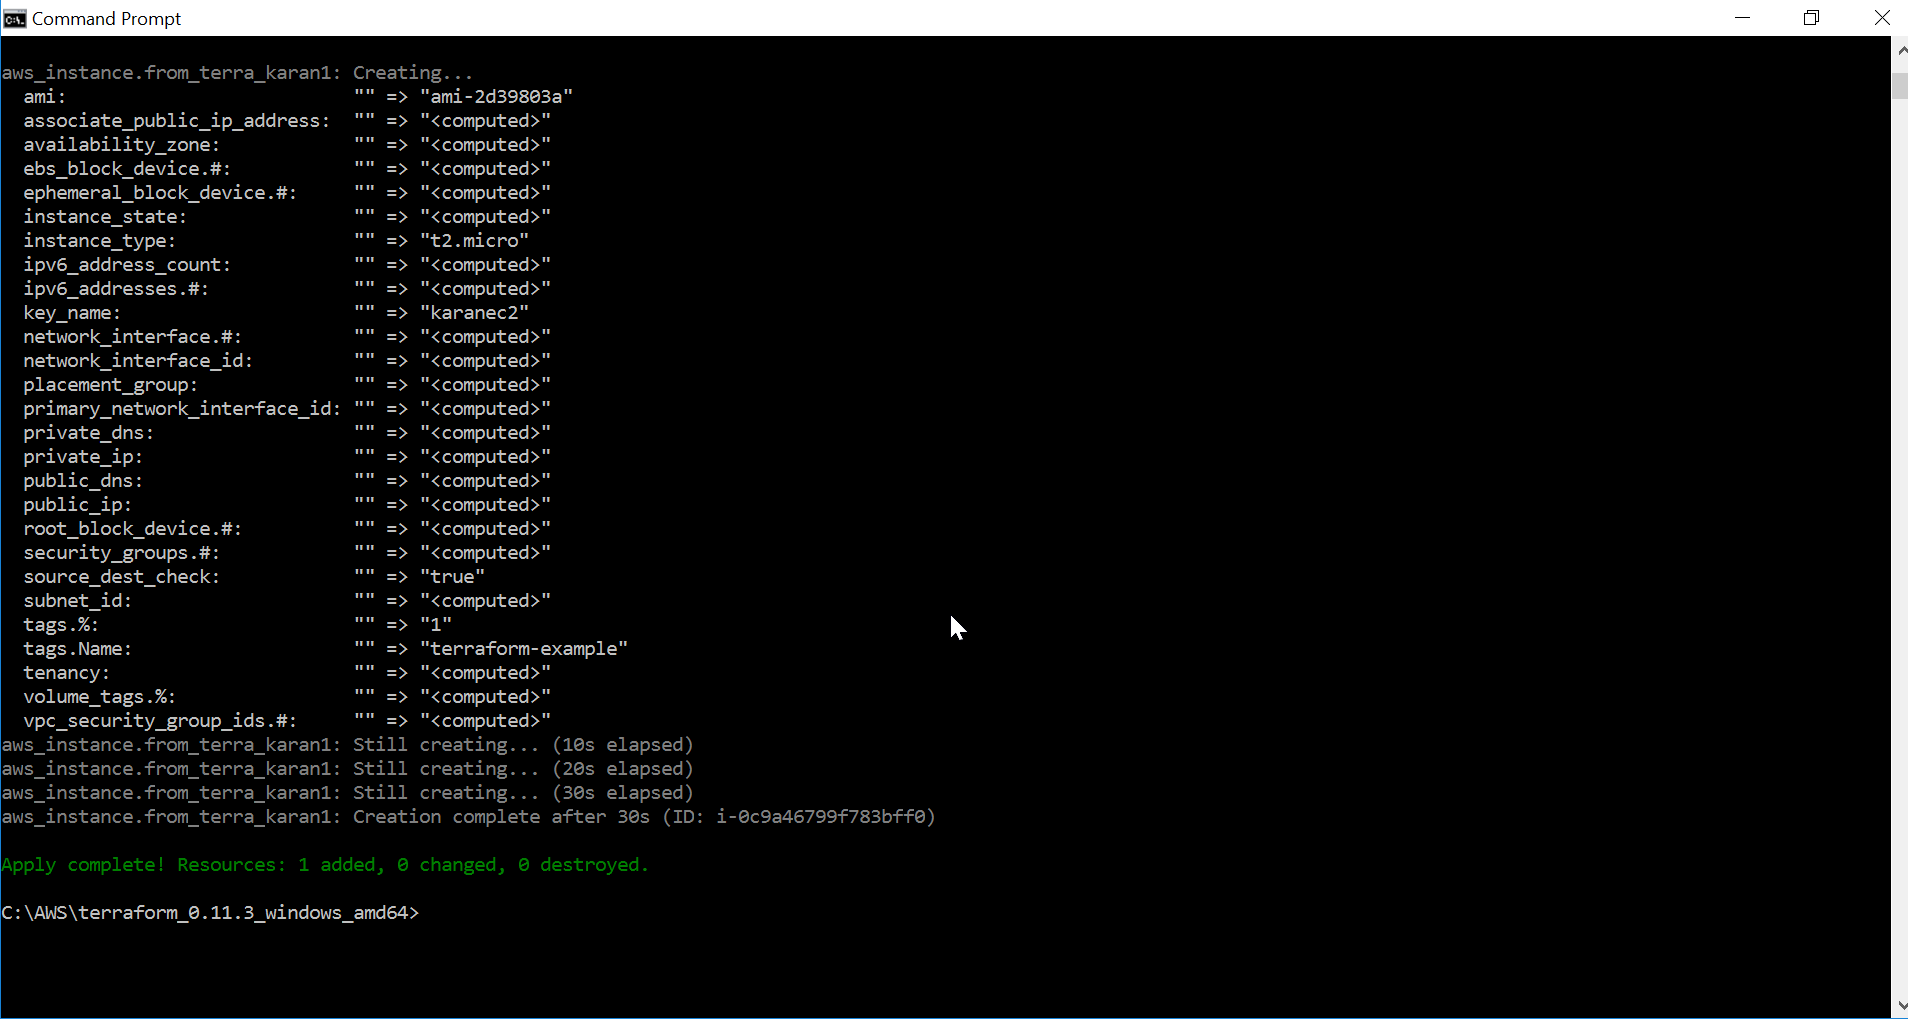 Command Prompt
aws_instance.from_terra_karan1: Creating...
  ami:                          "" => "ami-2d39803a"
  associate_public_ip_address:  "" => "<computed>"
  availability_zone:            "" => "<computed>"
  ebs_block_device.#:           "" => "<computed>"
  ephemeral_block_device.#:     "" => "<computed>"
  instance_state:               "" => "<computed>"
  instance_type:                "" => "t2.micro"
  ipv6_address_count:           "" => "<computed>"
  ipv6_addresses.#:             "" => "<computed>"
  key_name:                     "" => "karanec2"
  network_interface.#:          "" => "<computed>"
  network_interface_id:         "" => "<computed>"
  placement_group:              "" => "<computed>"
  primary_network_interface_id: "" => "<computed>"
  private_dns:                  "" => "<computed>"
  private_ip:                   "" => "<computed>"
  public_dns:                   "" => "<computed>"
  public_ip:                    "" => "<computed>"
  root_block_device.#:          "" => "<computed>"
  security_groups.#:            "" => "<computed>"
  source_dest_check:            "" => "true"
  subnet_id:                    "" => "<computed>"
  tags.%:                       "" => "1"
  tags.Name:                    "" => "terraform-example"
  tenancy:                      "" => "<computed>"
  volume_tags.%:                "" => "<computed>"
  vpc_security_group_ids.#:     "" => "<computed>"
aws_instance.from_terra_karan1: Still creating... (10s elapsed)
aws_instance.from_terra_karan1: Still creating... (20s elapsed)
aws_instance.from_terra_karan1: Still creating... (30s elapsed)
aws_instance.from_terra_karan1: Creation complete after 30s (ID: i-0c9a46799f783bff0)
Apply complete! Resources: 1 added, 0 changed, 0 destroyed.
C:\AWS\terraform_0.11.3_windows_amd64>